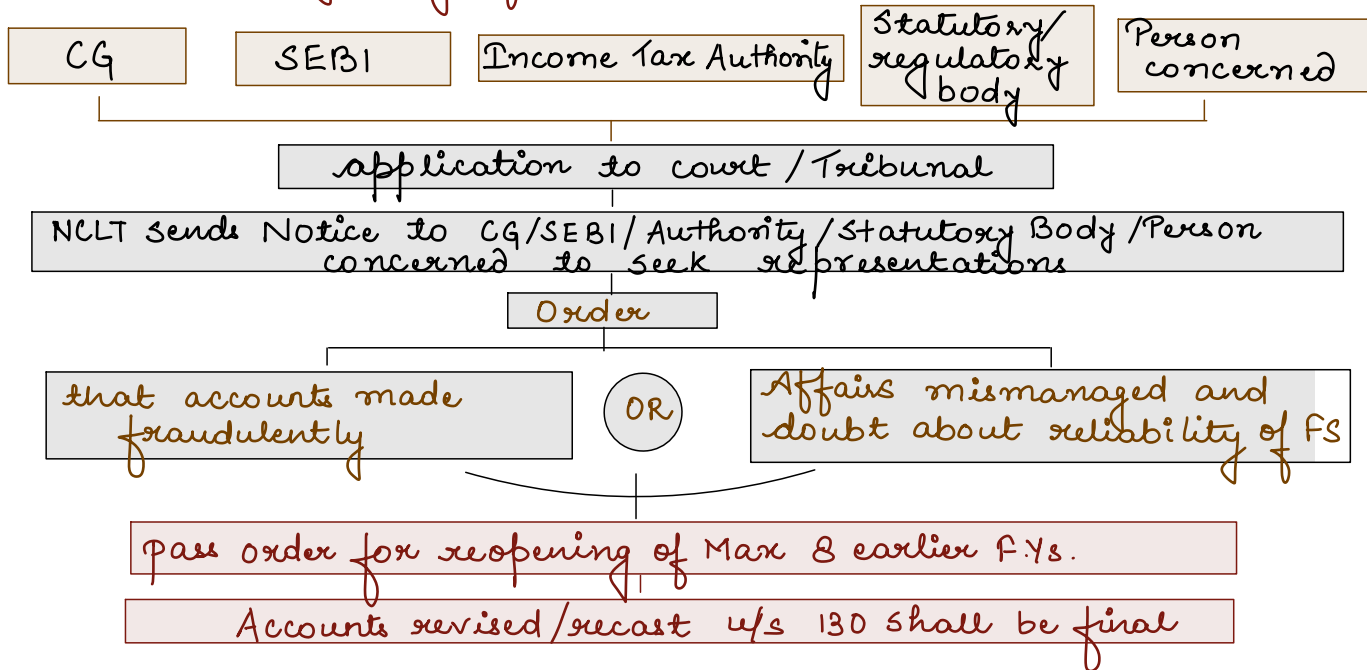 CG
SEBI
Income Tax Authority
Statutory/
regulatory
body
Person
concerned
application to court / Tribunal
NCLT sends Notice to CG/SEBI/Authority/Statutory Body/Person
concerned to seek representations
Order
that accounts made
fraudulently
OR
Affairs mismanaged and
doubt about reliability of FS
Pass order for reopening of Max 8 earlier F.Ys.
Accounts revised/recast u/s 130 shall be final